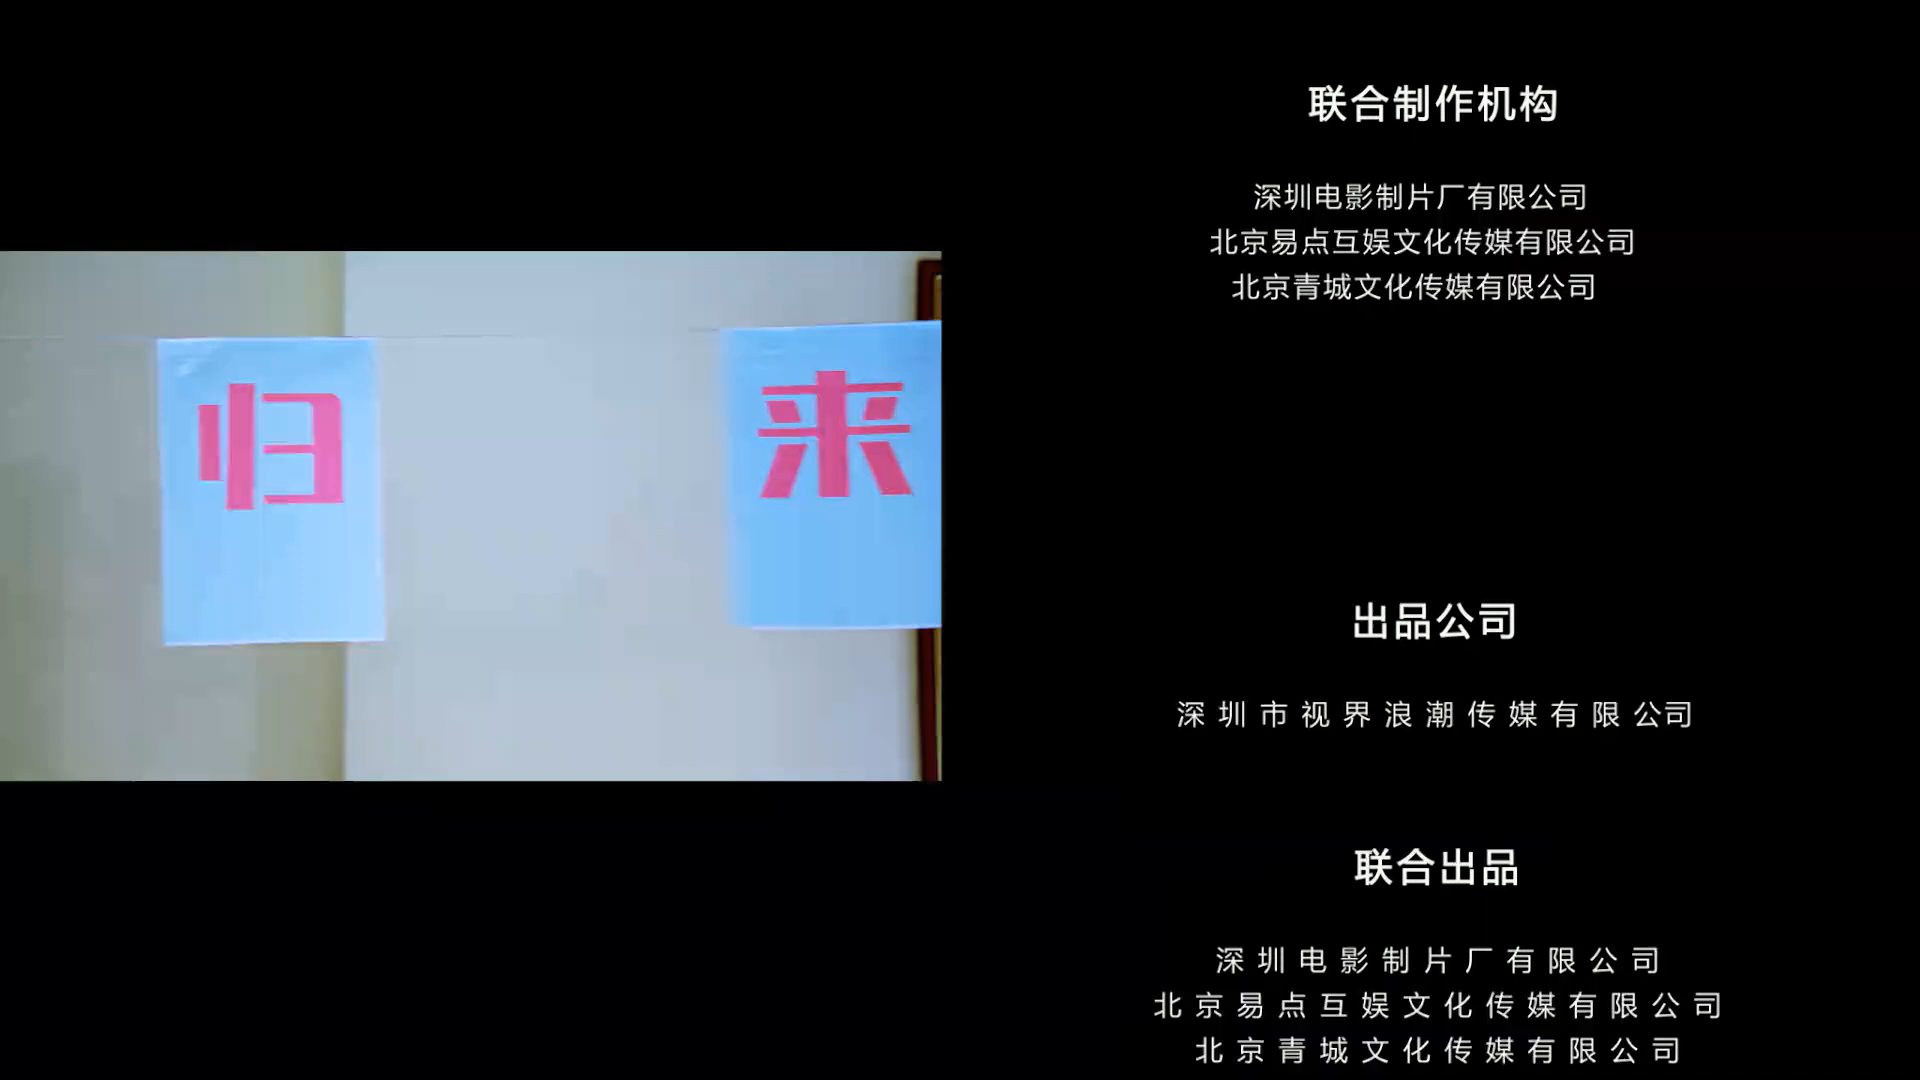 归 来
联合制作机构
深圳电影制片厂有限公司
北京易点互娱文化传媒有限公司
北京青城文化传媒有限公司
出品公司
深圳市视界浪潮传媒有限公司
联合出品
深圳电影制片厂有限公司
北京易点互娱文化传媒有限公司
北京青城文化传媒有限公司